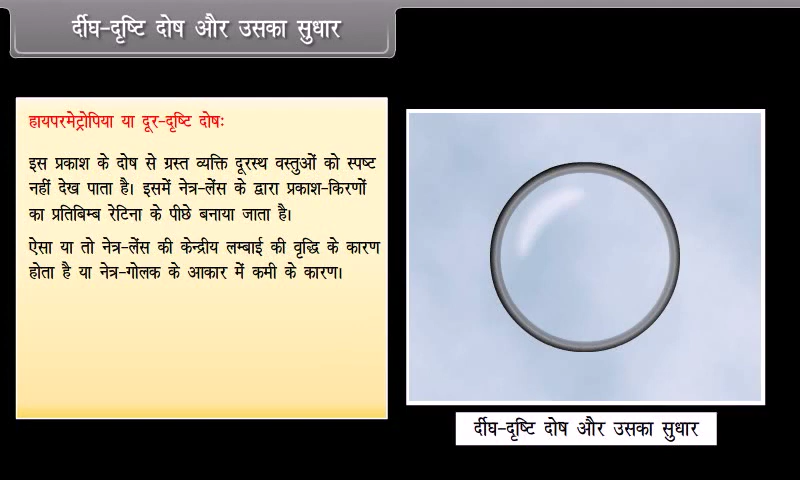 र्दीघ-दृष्टि दोष और उसका सुधार
हायपरमेट्रोपिया या दूर-दृष्टि दोषः
इस प्रकाश के दोष से ग्रस्त व्यक्ति दूरस्थ वस्तुओं को स्पष्ट
नहीं देख पाता है। इसमें नेत्र-लेंस के द्वारा प्रकाश-किरणों
का प्रतिबिम्ब रेटिना के पीछे बनाया जाता है।
ऐसा या तो नेत्र-लेंस की केन्द्रीय लम्बाई की वृद्धि के कारण
होता है या नेत्र-गोलक के आकार में कमी के कारण।
र्दीघ-दृष्टि दोष और उसका सुधार